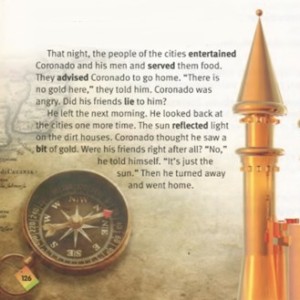 That night, the people of the cities entertained
Coronado and his men and served them food.
They advised Coronado to go home. "There is
no gold here," they told him. Coronado was
angry. Did his friends lie to him?
He left the next morning. He looked back at
the cities one more time. The sun reflected light
on the dirt houses. Coronado thought he saw a
bit of gold. Were his friends right after all? "No,"
he told himself. "It's just the
sun." Then he turned away
and went home.
126